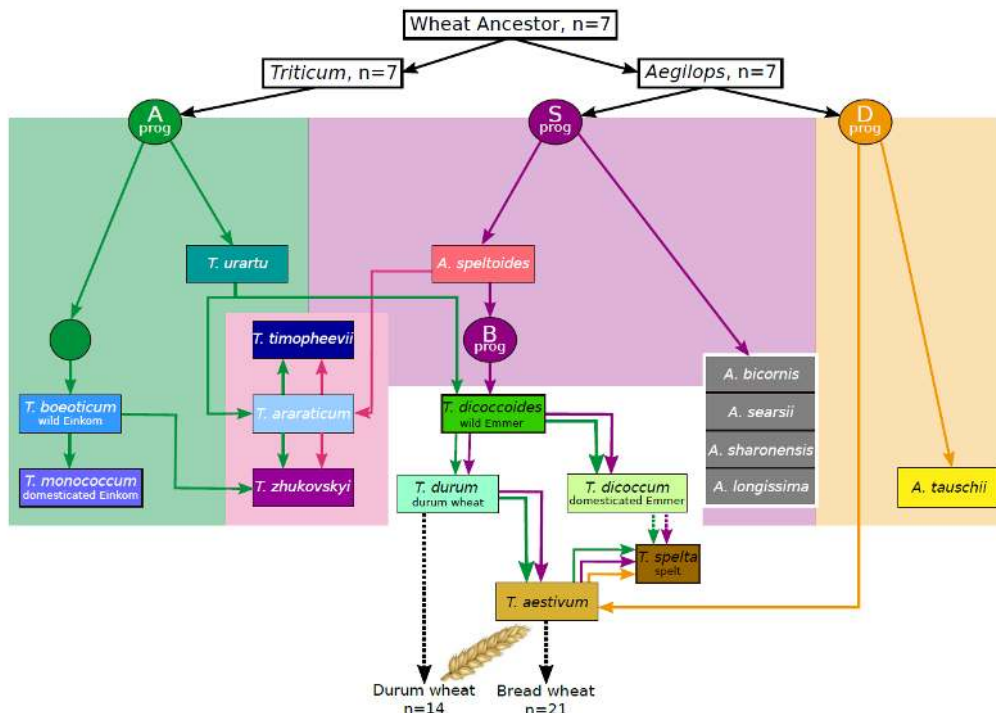 Wheat Ancestor, n=7
Triticum, n=7
Aegilops, n=7
A
prog
S
prog
D
prog
T. urartu
A. speltoides
T. timopheevii
B
prog
A. bicornis
T. boeoticum
wild Einkorn
T. araraticum
T. dicoccoides
wild Emmer
A. searsii
A. sharonensis
T. monococcum
domesticated Einkorn
T. zhukovskyi
T. durum
durum wheat
T. dicoccum
domesticated Emmer
A. longissima
A. tauschii
T. spelta
spelt
T. aestivum
Durum wheat
n=14
Bread wheat
n=21